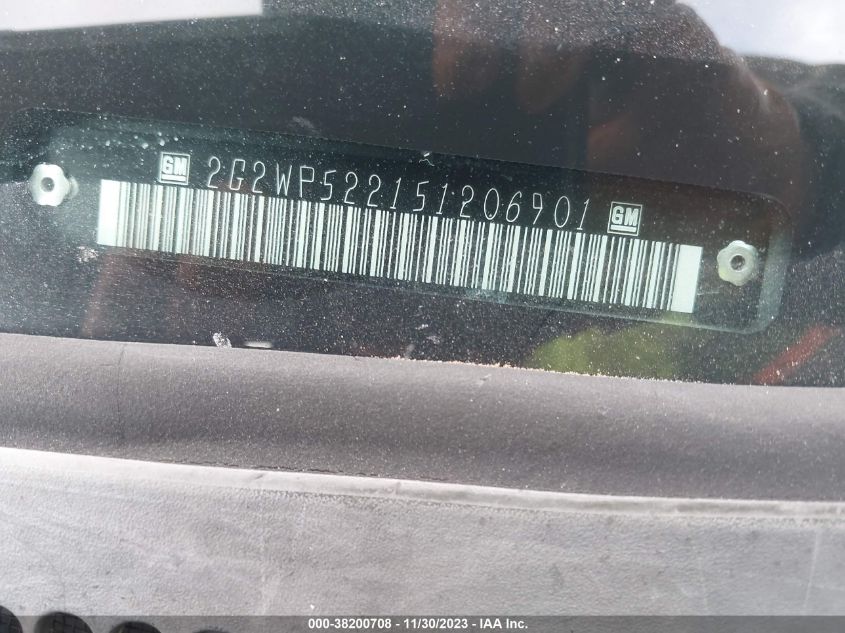 GM 2G2WP522151206901 GM
000-38200708 - 11/30/2023 - IAA Inc.